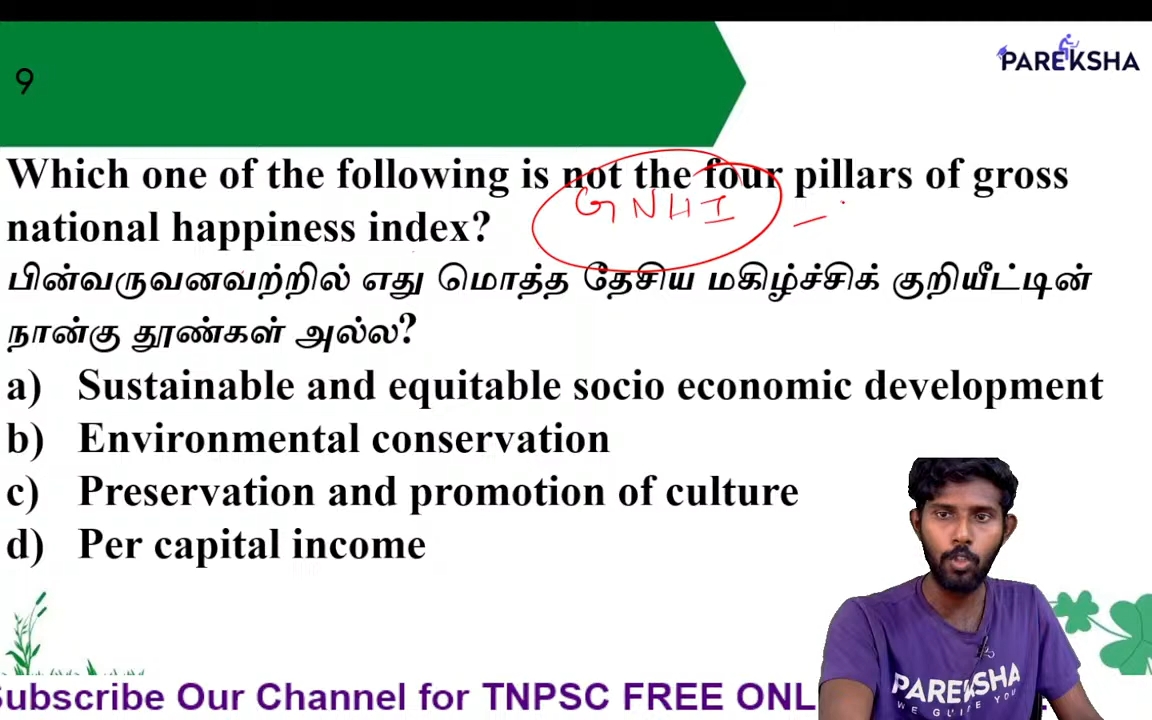 PAREKSHA
9
Which one of the following is not the four pillars of gross
national happiness index?
GNHI
பின்வருவனவற்றில் எது மொத்த தேசிய மகிழ்ச்சிக் குறியீட்டின்
நான்கு தூண்கள் அல்ல?
a) Sustainable and equitable socio economic development
b) Environmental conservation
c) Preservation and promotion of culture
d) Per capital income
PAREKSHA
WE GUIDE YOU
Subscribe Our Channel for TNPSC FREE ONL